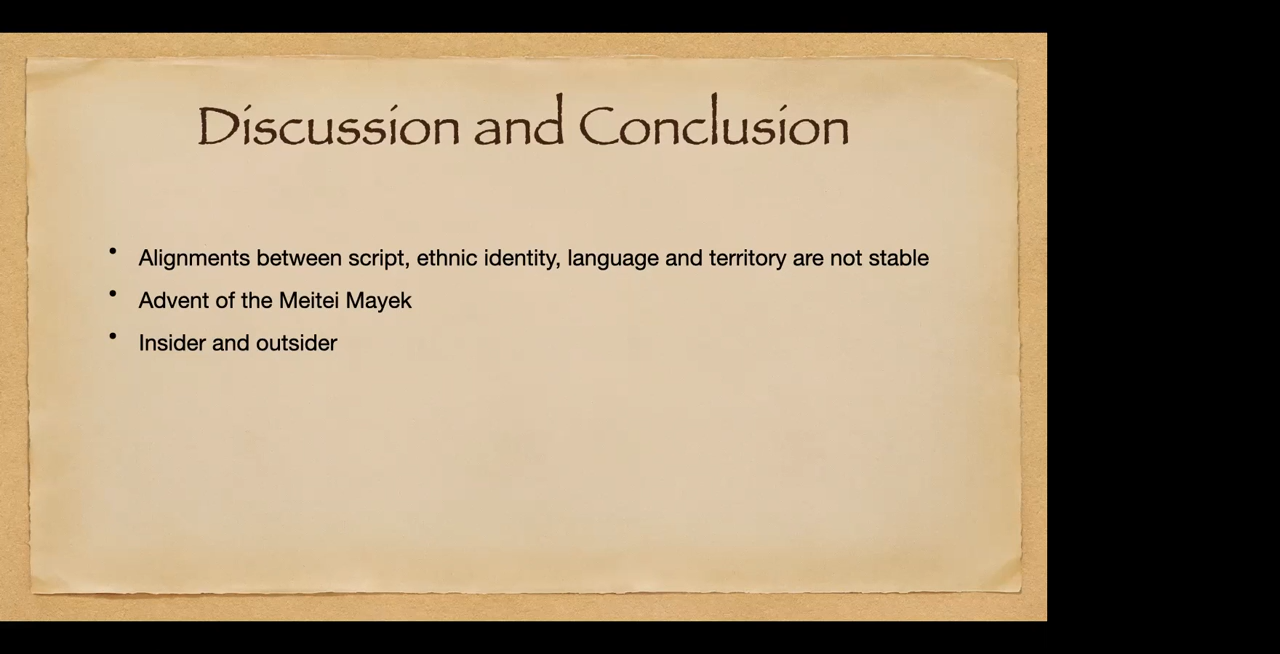 Discussion and Conclusion
• Alignments between script, ethnic identity, language and territory are not stable
• Advent of the Meitei Mayek
• Insider and outsider